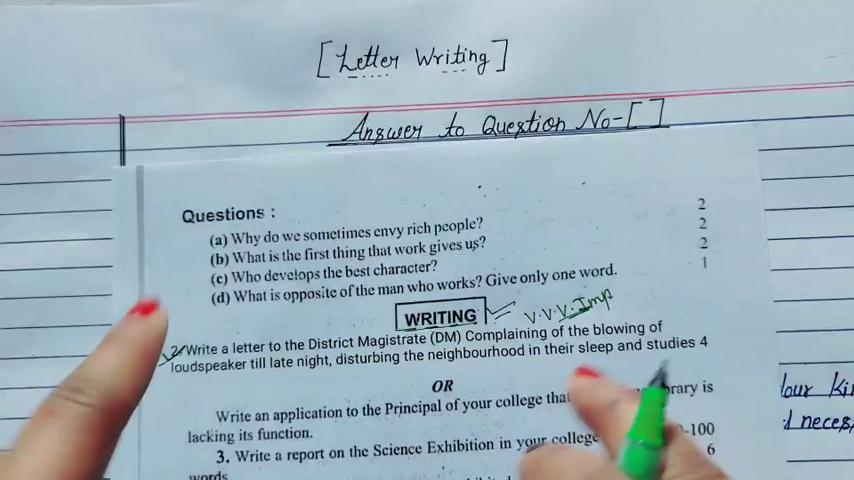 [Letter Writing]
Answer to Question No-[ ]
Questions :
(a) Why do we sometimes envy rich people? 2
(b) What is the first thing that work gives us? 2
(c) Who develops the best character? 2
(d) What is opposite of the man who works? Give only one word. 1
WRITING V.V.V.Imp
2. Write a letter to the District Magistrate (DM) Complaining of the blowing of
loudspeaker till late night, disturbing the neighbourhood in their sleep and studies 4
OR
Write an application to the Principal of your college that is
lacking its function.
3. Write a report on the Science Exhibition in your college -100
words. 6